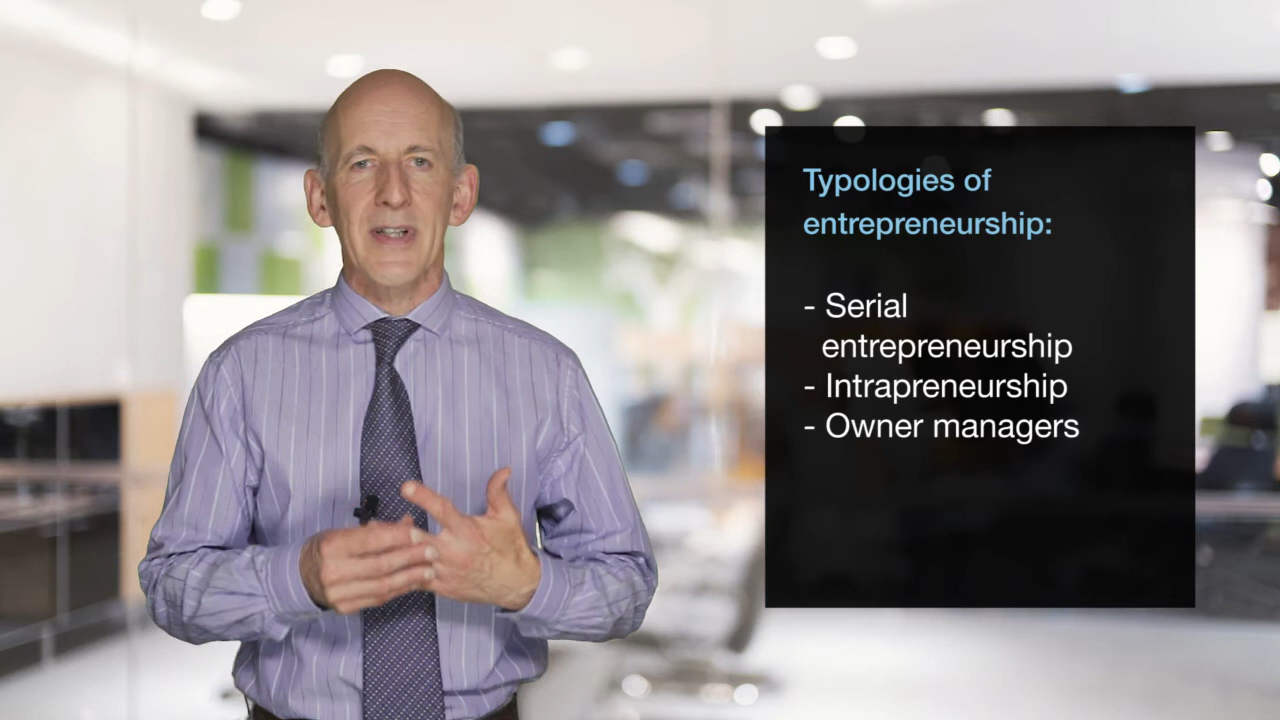 Typologies of
entrepreneurship:
- Serial
entrepreneurship
- Intrapreneurship
- Owner managers